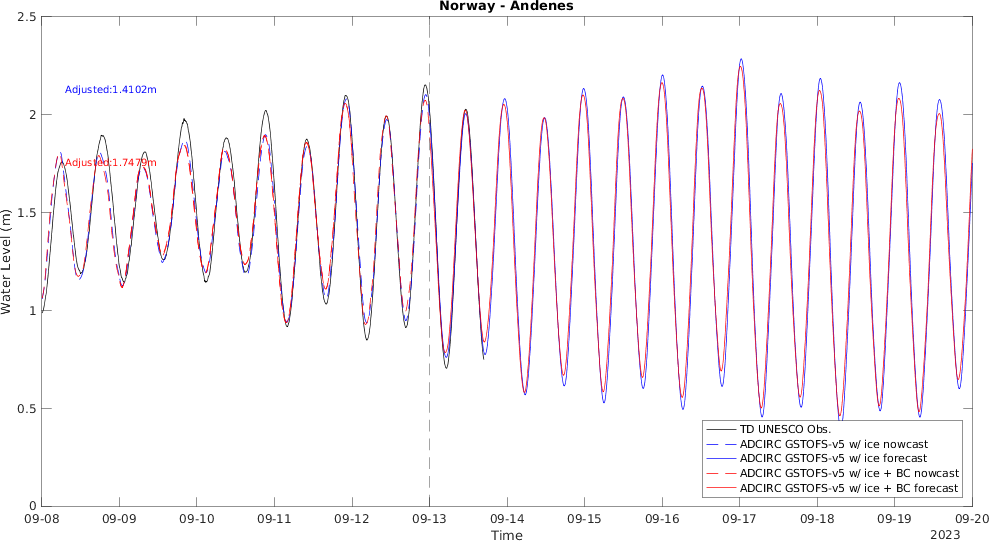 Norway - Andenes
2.5
2
1.5
1
0.5
0
Water Level (m)
Adjusted:1.4102m
Adjusted:1.7479m
TD UNESCO Obs.
ADCIRC GSTOFS-v5 w/ ice nowcast
ADCIRC GSTOFS-v5 w/ ice forecast
ADCIRC GSTOFS-v5 w/ ice + BC nowcast
ADCIRC GSTOFS-v5 w/ ice + BC forecast
09-08 09-09 09-10 09-11 09-12 09-13 09-14 09-15 09-16 09-17 09-18 09-19 09-20
Time
2023